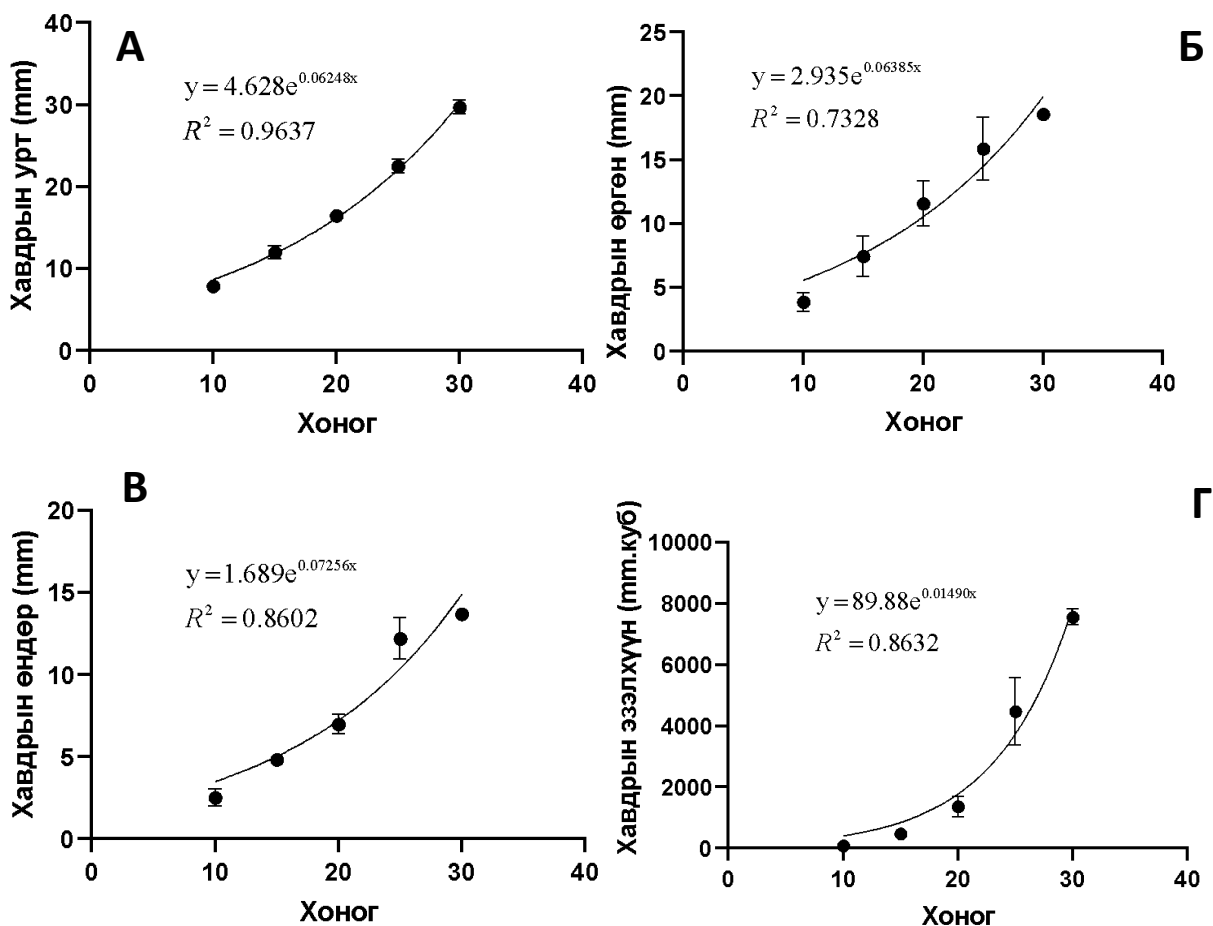 А
y = 4.628e^0.06248x
R² = 0.9637
Хавдрын урт (mm)
40
30
20
10
0
0 10 20 30 40
Хоног
Б
y = 2.935e^0.06385x
R² = 0.7328
Хавдрын өргөн (mm)
25
20
15
10
5
0
0 10 20 30 40
Хоног
В
y = 1.689e^0.07256x
R² = 0.8602
Хавдрын өндөр (mm)
20
15
10
5
0
0 10 20 30 40
Хоног
Г
y = 89.88e^0.01490x
R² = 0.8632
Хавдрын эзэлхүүн (mm.куб)
10000
8000
6000
4000
2000
0
0 10 20 30 40
Хоног